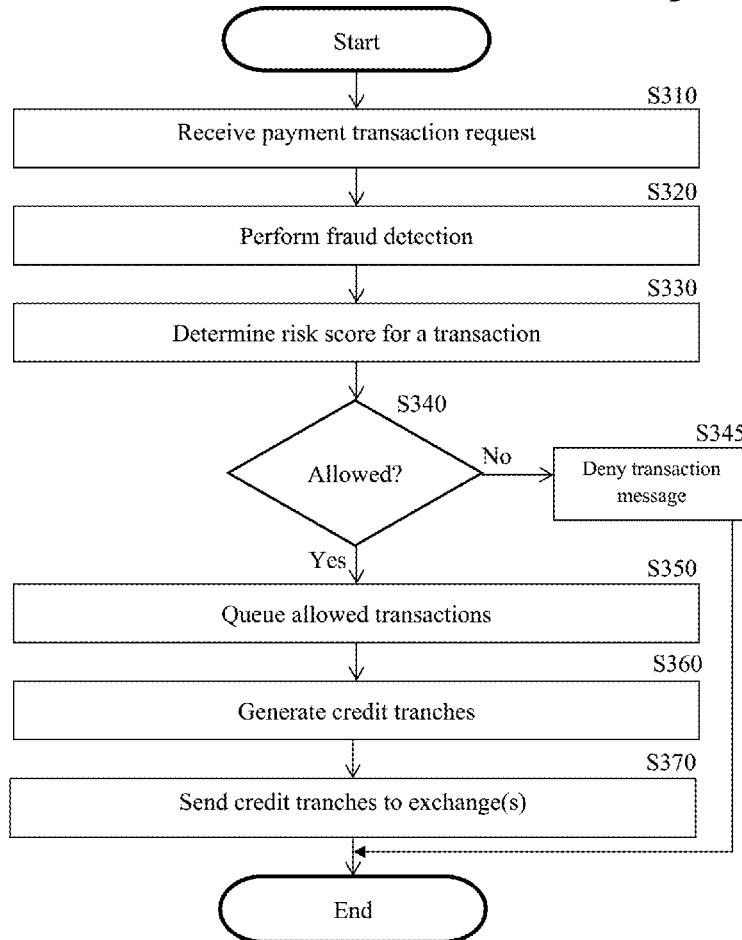 Start
S310
Receive payment transaction request
S320
Perform fraud detection
S330
Determine risk score for a transaction
S340
Allowed?
No
S345
Deny transaction
message
Yes
S350
Queue allowed transactions
S360
Generate credit tranches
S370
Send credit tranches to exchange(s)
End